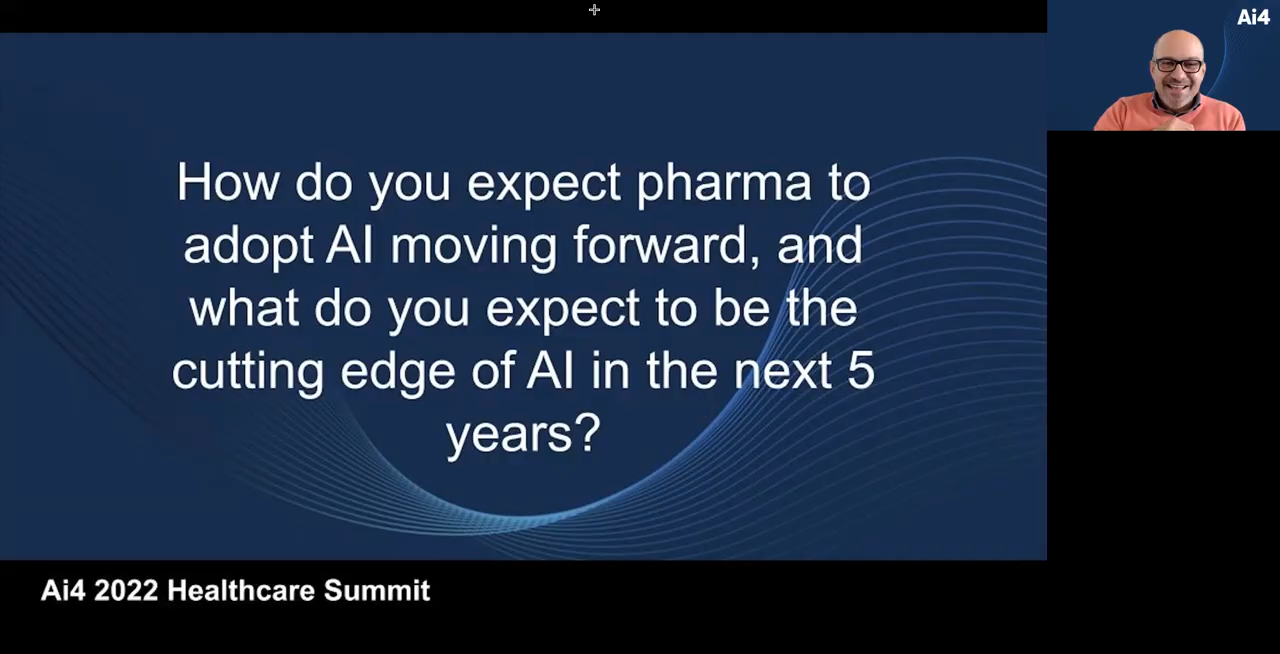 Ai4
How do you expect pharma to
adopt AI moving forward, and
what do you expect to be the
cutting edge of AI in the next 5
years?
Ai4 2022 Healthcare Summit